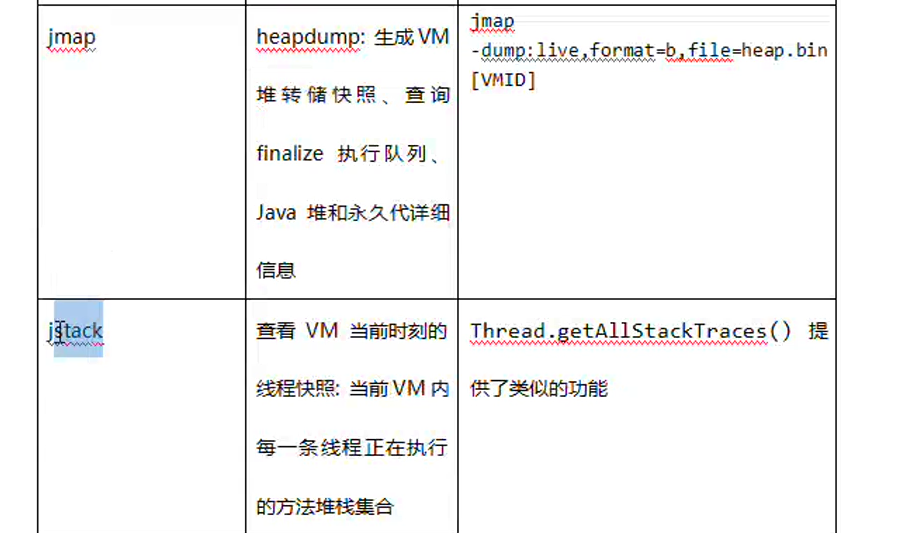 jmap
heapdump: 生成 VM
堆转储快照、查询
finalize 执行队列、
Java 堆和永久代详细
信息
jmap
-dump:live,format=b,file=heap.bin
[VMID]
jstack
查看 VM 当前时刻的
线程快照: 当前 VM 内
每一条线程正在执行
的方法堆栈集合
Thread.getAllStackTraces() 提
供了类似的功能